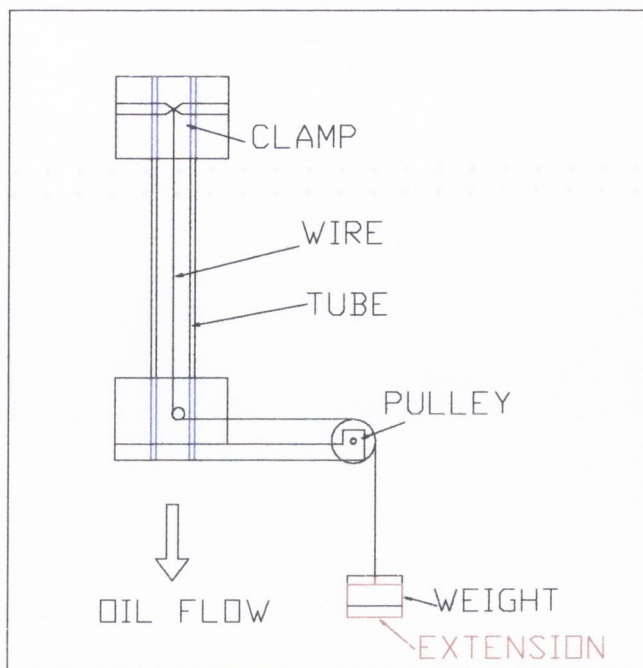 CLAMP
WIRE
TUBE
PULLEY
OIL FLOW
WEIGHT
EXTENSION